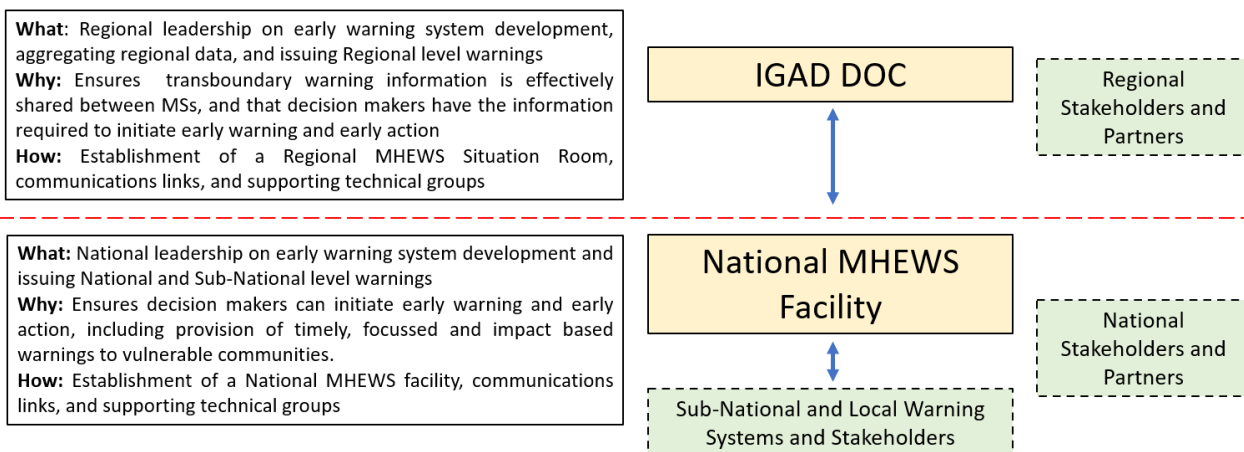 What: Regional leadership on early warning system development,
aggregating regional data, and issuing Regional level warnings
Why: Ensures transboundary warning information is effectively
shared between MSs, and that decision makers have the information
required to initiate early warning and early action
How: Establishment of a Regional MHEWS Situation Room,
communications links, and supporting technical groups
IGAD DOC
Regional
Stakeholders and
Partners
What: National leadership on early warning system development and
issuing National and Sub-National level warnings
Why: Ensures decision makers can initiate early warning and early
action, including provision of timely, focussed and impact based
warnings to vulnerable communities.
How: Establishment of a National MHEWS facility, communications
links, and supporting technical groups
National MHEWS
Facility
National
Stakeholders and
Partners
Sub-National and Local Warning
Systems and Stakeholders